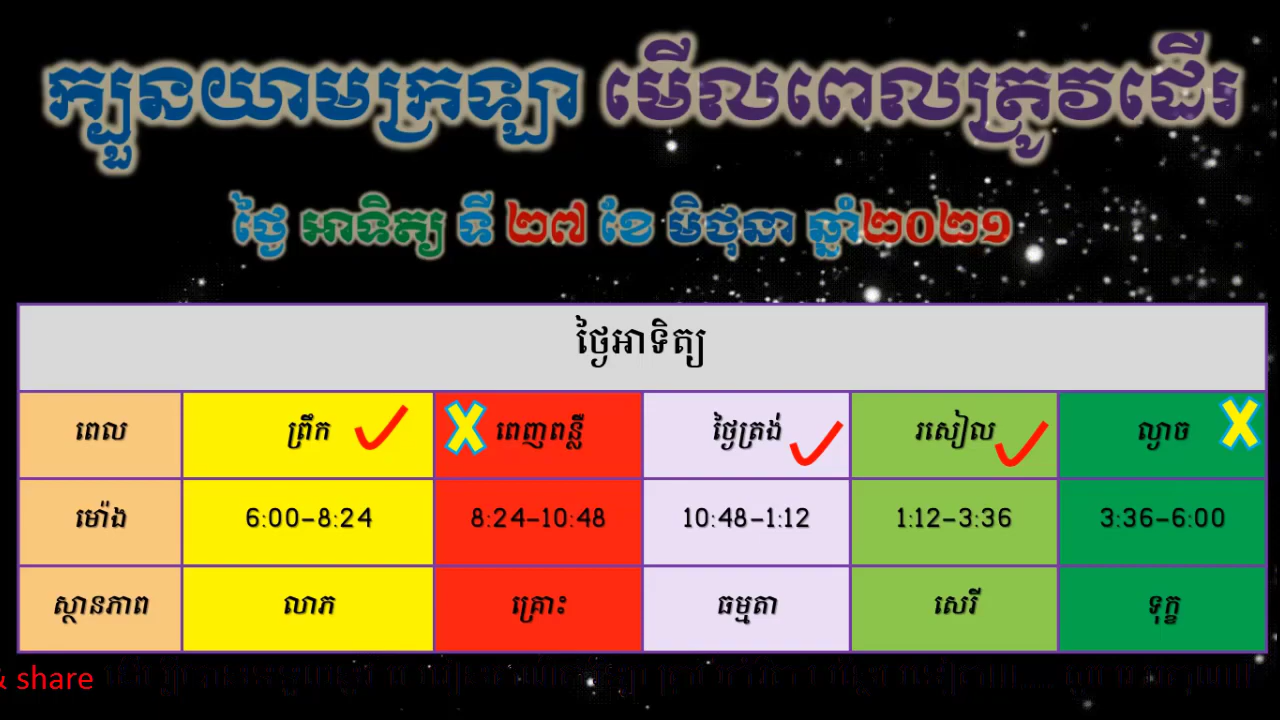 ក្បួនយាមក្រឡា មើលពេលត្រូវដើរ
ថ្ងៃ អាទិត្យ ទី ២៧ ខែ មិថុនា ឆ្នាំ២០២១
ថ្ងៃអាទិត្យ
ពេល ព្រឹក ពេញពន្លឺ ថ្ងៃត្រង់ រសៀល ល្ងាច
ម៉ោង 6:00-8:24 8:24-10:48 10:48-1:12 1:12-3:36 3:36-6:00
ស្ថានភាព លាភ គ្រោះ ធម្មតា សេរី ទុក្ខ
& share